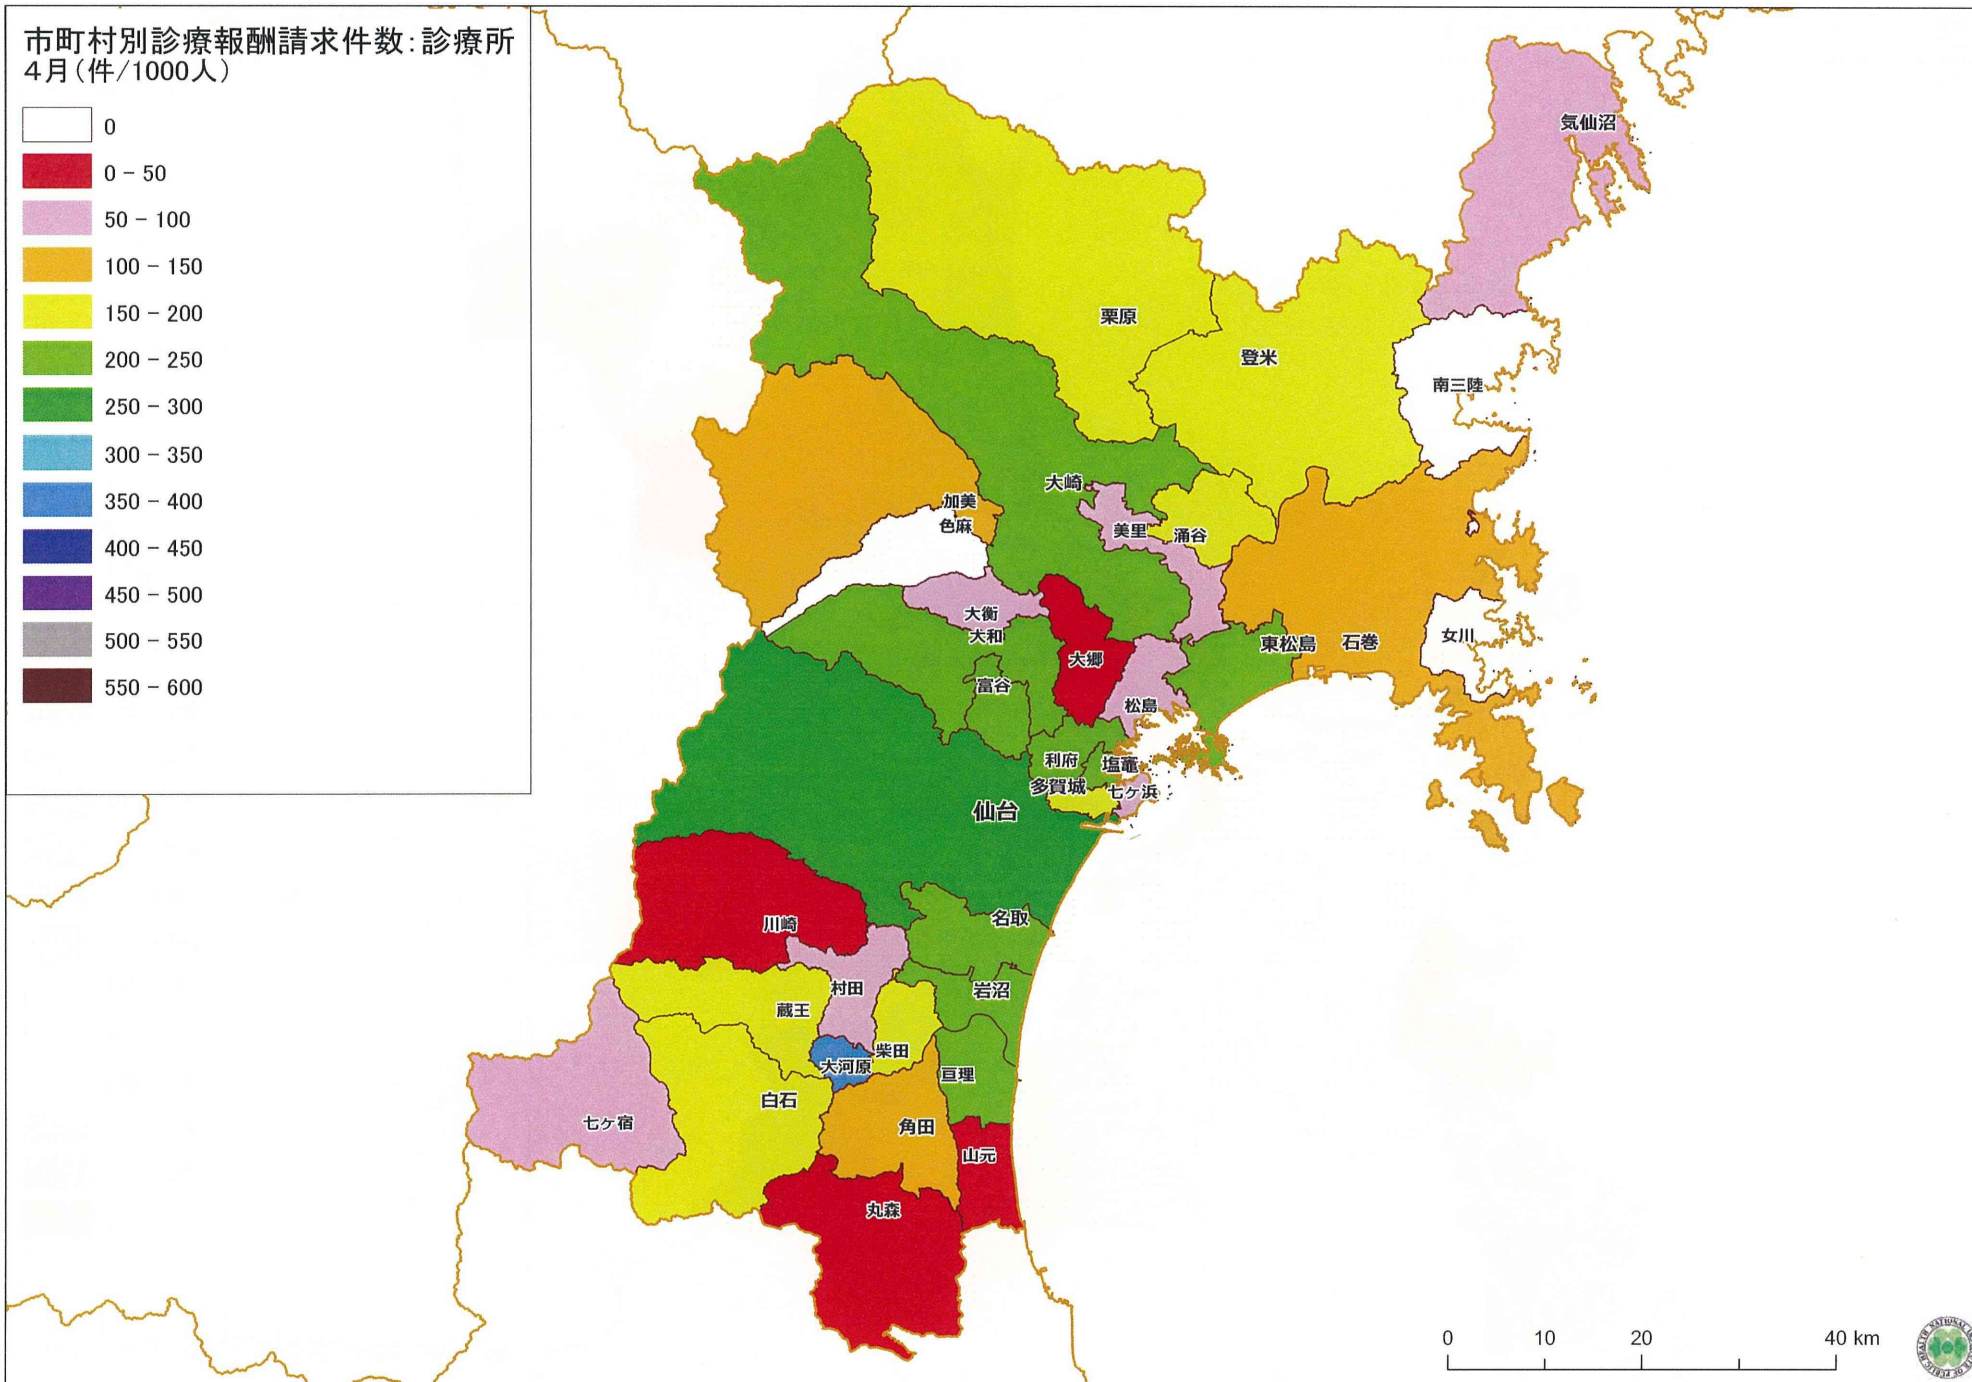 市町村別診療報酬請求件数:診療所
4月(件/1000人)
0
0 - 50
50 - 100
100 - 150
150 - 200
200 - 250
250 - 300
300 - 350
350 - 400
400 - 450
450 - 500
500 - 550
550 - 600
気仙沼
栗原
登米
南三陸
大崎
加美
色麻
美里
涌谷
大衡
大和
東松島
石巻
女川
大郷
富谷
松島
利府
塩竈
多賀城
七ヶ浜
仙台
川崎
名取
村田
岩沼
蔵王
柴田
大河原
亘理
白石
七ヶ宿
角田
山元
丸森
0 10 20 40 km